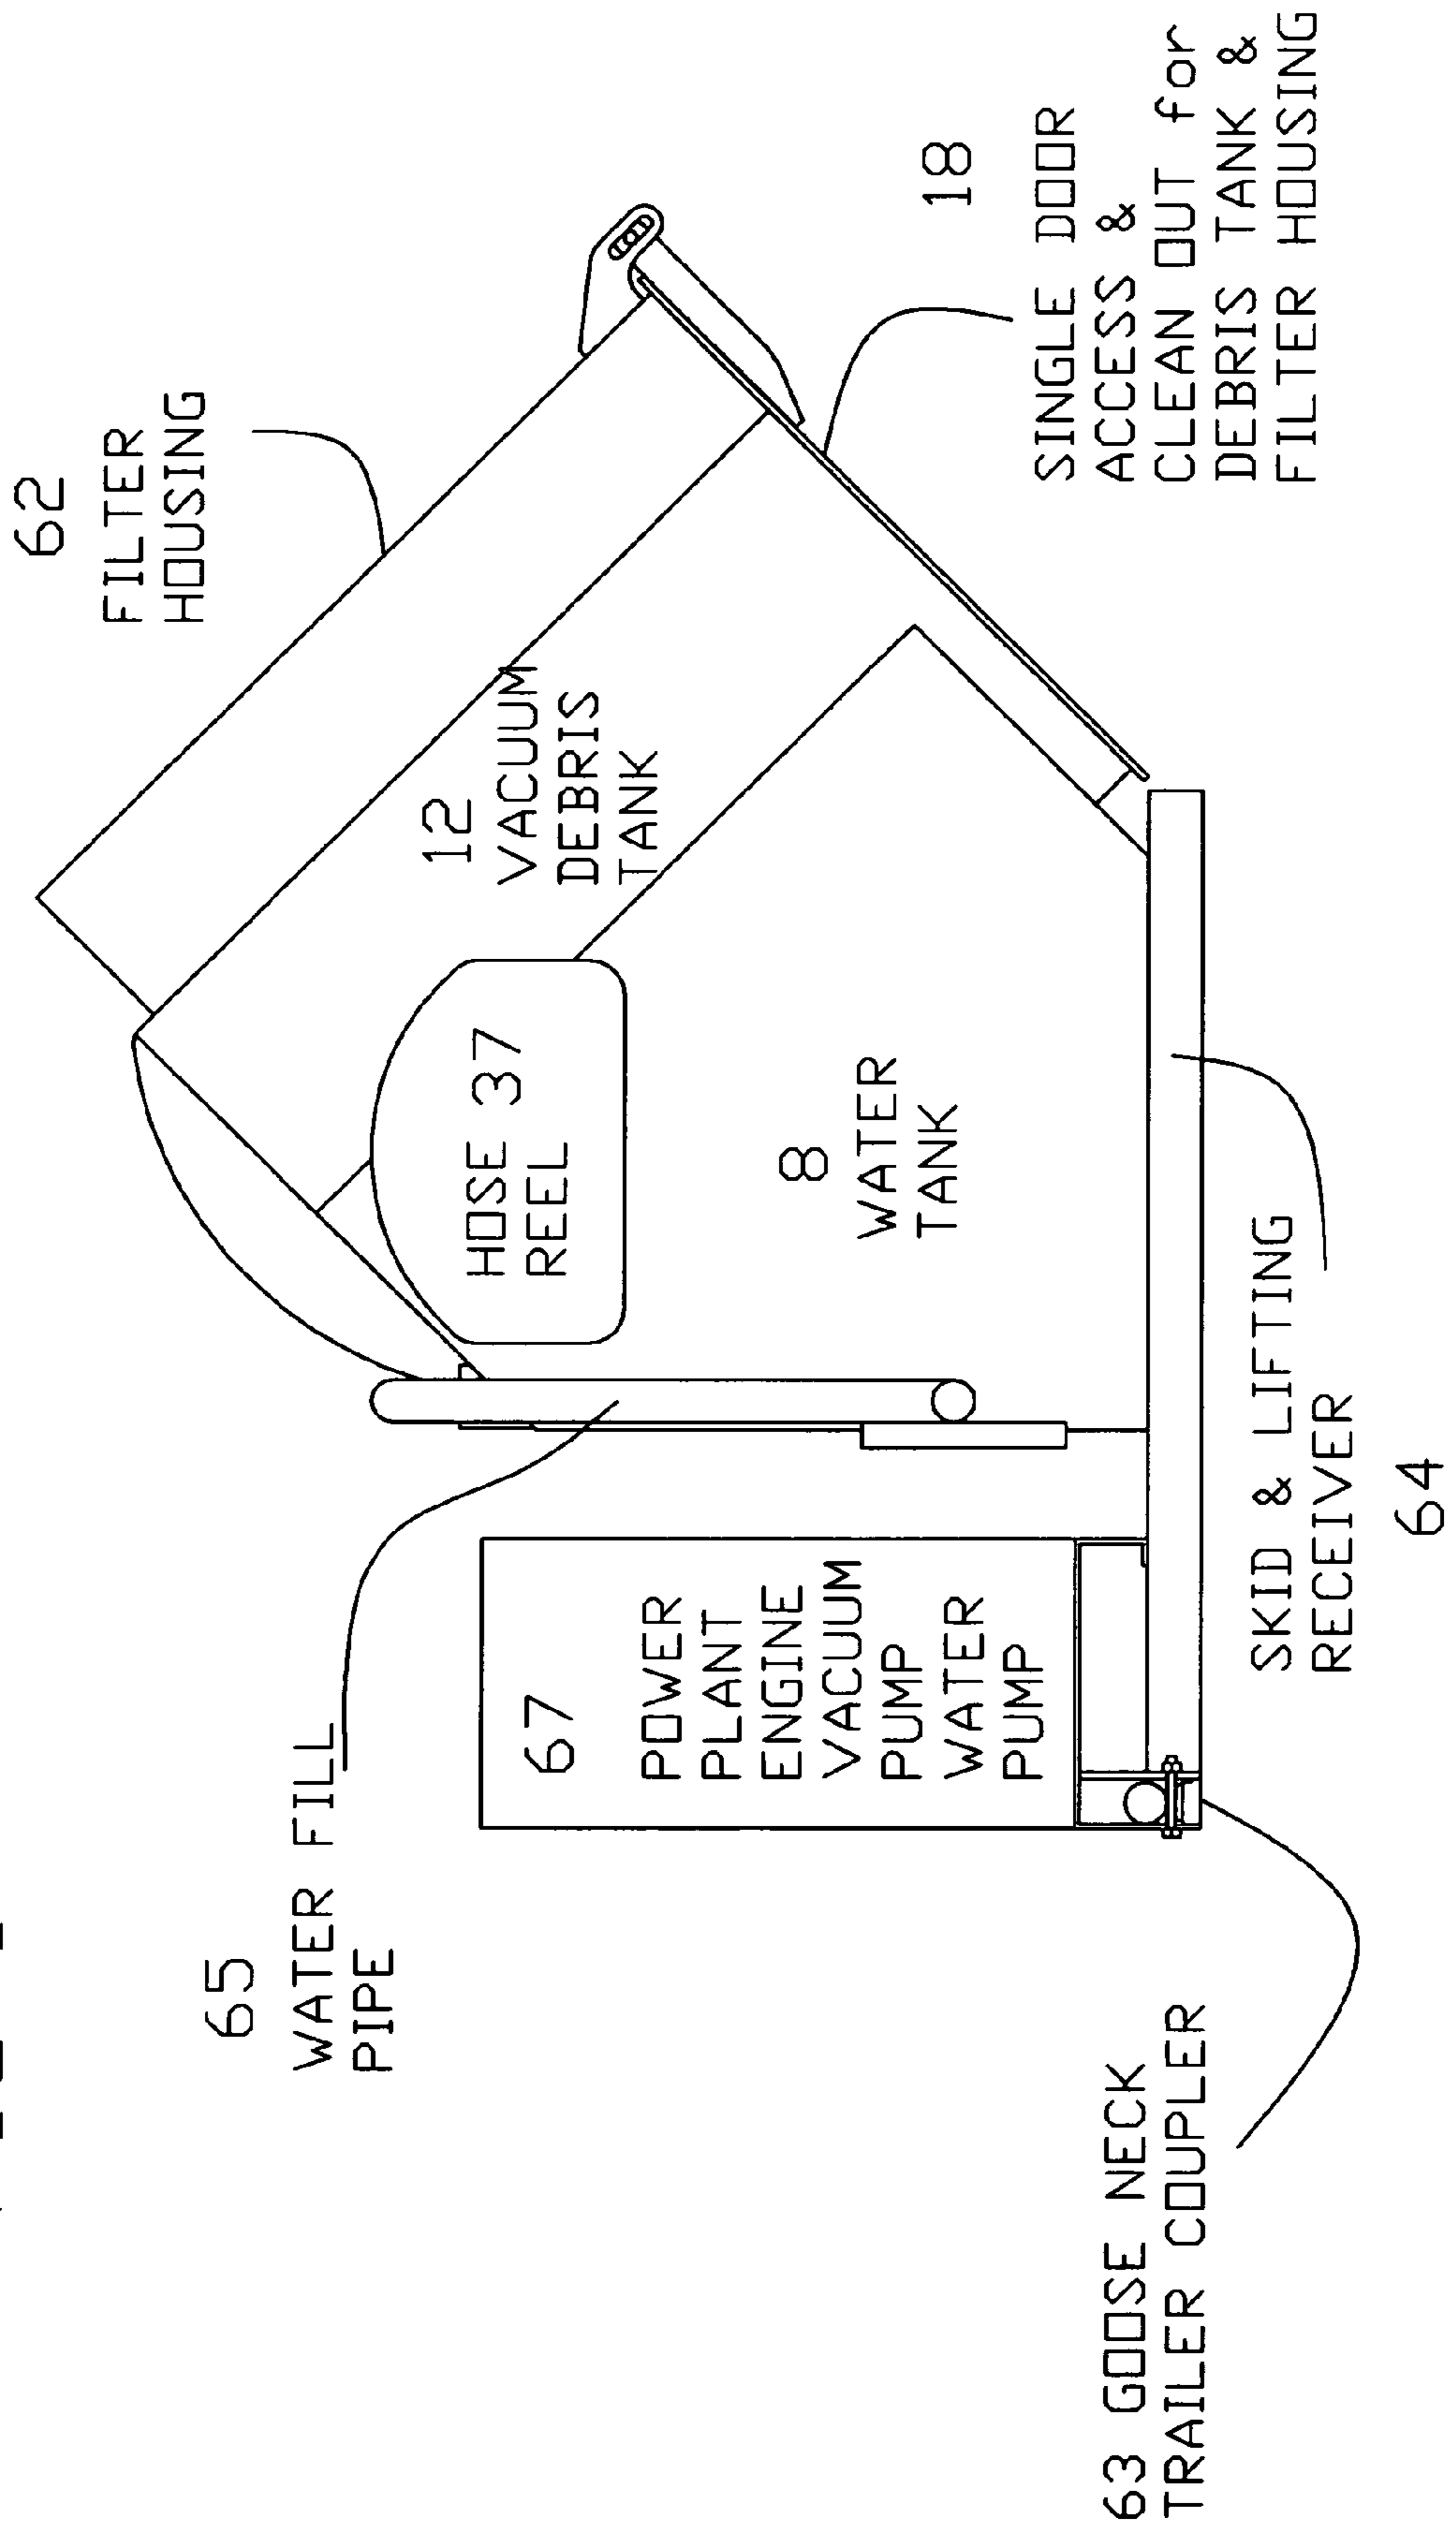 62
FILTER
HOUSING
65
WATER FILL
PIPE
12
VACUUM
DEBRIS
TANK
HOSE 37
REEL
67
POWER
PLANT
ENGINE
VACUUM
PUMP
WATER
PUMP
8
WATER
TANK
18
SINGLE DOOR
ACCESS &
CLEAN OUT for
DEBRIS TANK &
FILTER HOUSING
63 GOOSE NECK
TRAILER COUPLER
SKID & LIFTING
RECEIVER
64